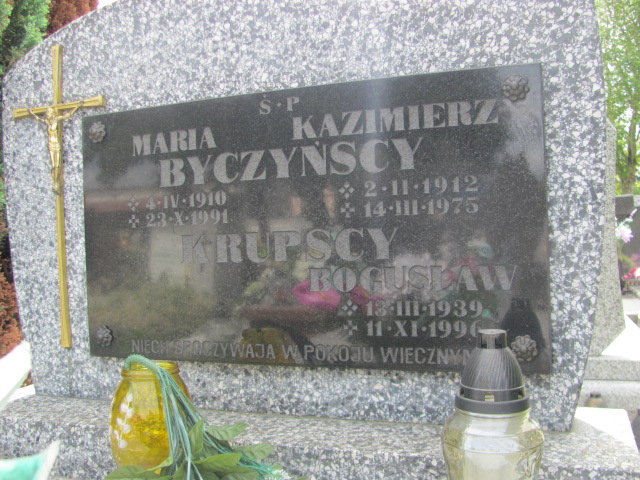 Ś.P
MARIA KAZIMIERZ
BYCZYŃSCY
4.IV.1910 2.II.1912
23.X.1991 14.III.1975
KRUPSCY
BOGUSŁAW
13.III.1939
11.XI.1996
NIECH SPOCZYWAJĄ W POKOJU WIECZNYM